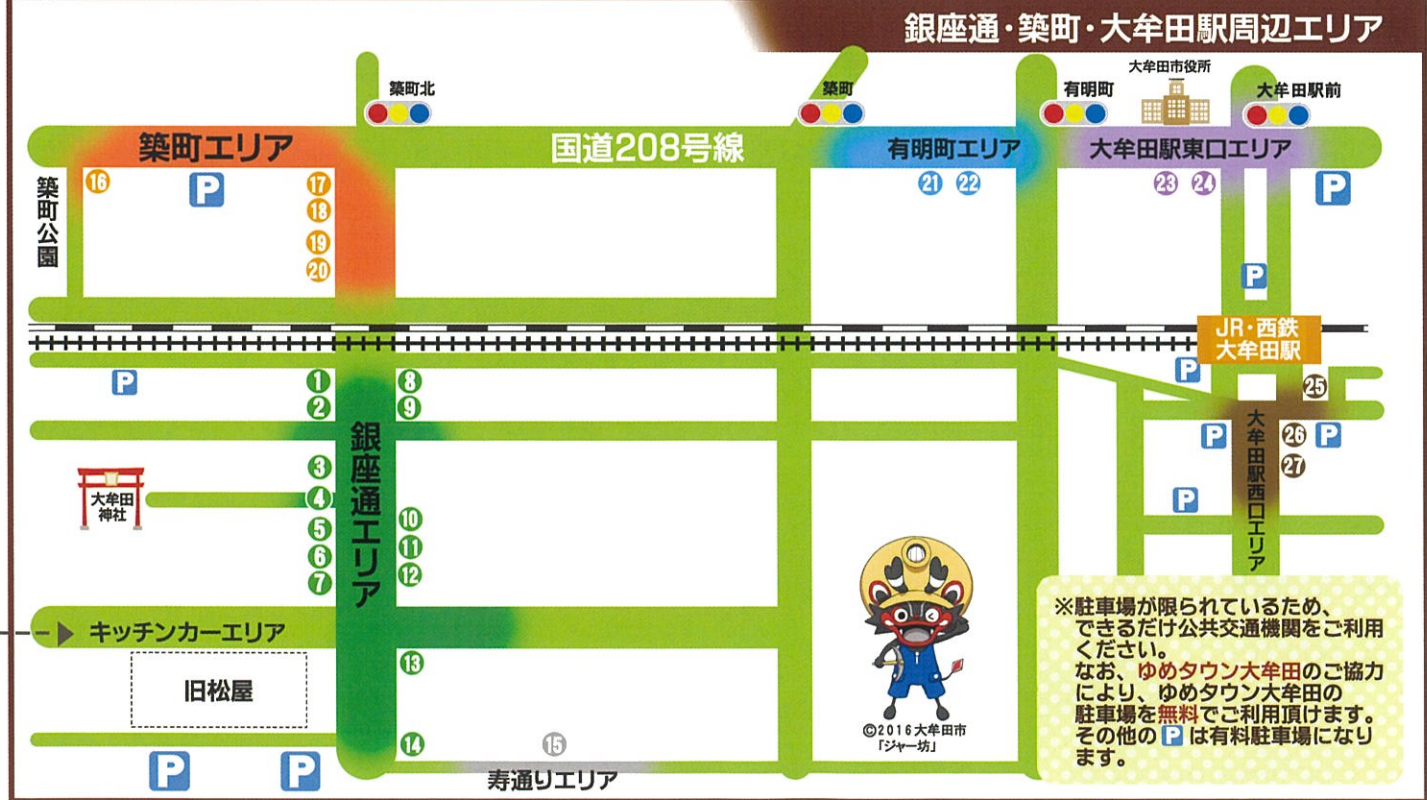 銀座通・築町・大牟田駅周辺エリア
築町北
築町
有明町
大牟田市役所
大牟田駅前
築町エリア
国道208号線
有明町エリア
大牟田駅東口エリア
築町公園
16
P
17
18
19
20
21
22
23
24
P
P
JR・西鉄
大牟田駅
P
1
2
8
9
P
25
銀座通エリア
大牟田駅西口エリア
P
26
P
27
3
4
5
6
7
大牟田
神社
10
11
12
P
キッチンカーエリア
旧松屋
13
14
15
P
P
寿通りエリア
©2016大牟田市
「ジャー坊」
※駐車場が限られているため、
できるだけ公共交通機関をご利用
ください。
なお、ゆめタウン大牟田のご協力
により、ゆめタウン大牟田の
駐車場を無料でご利用頂けます。
その他の P は有料駐車場になり
ます。